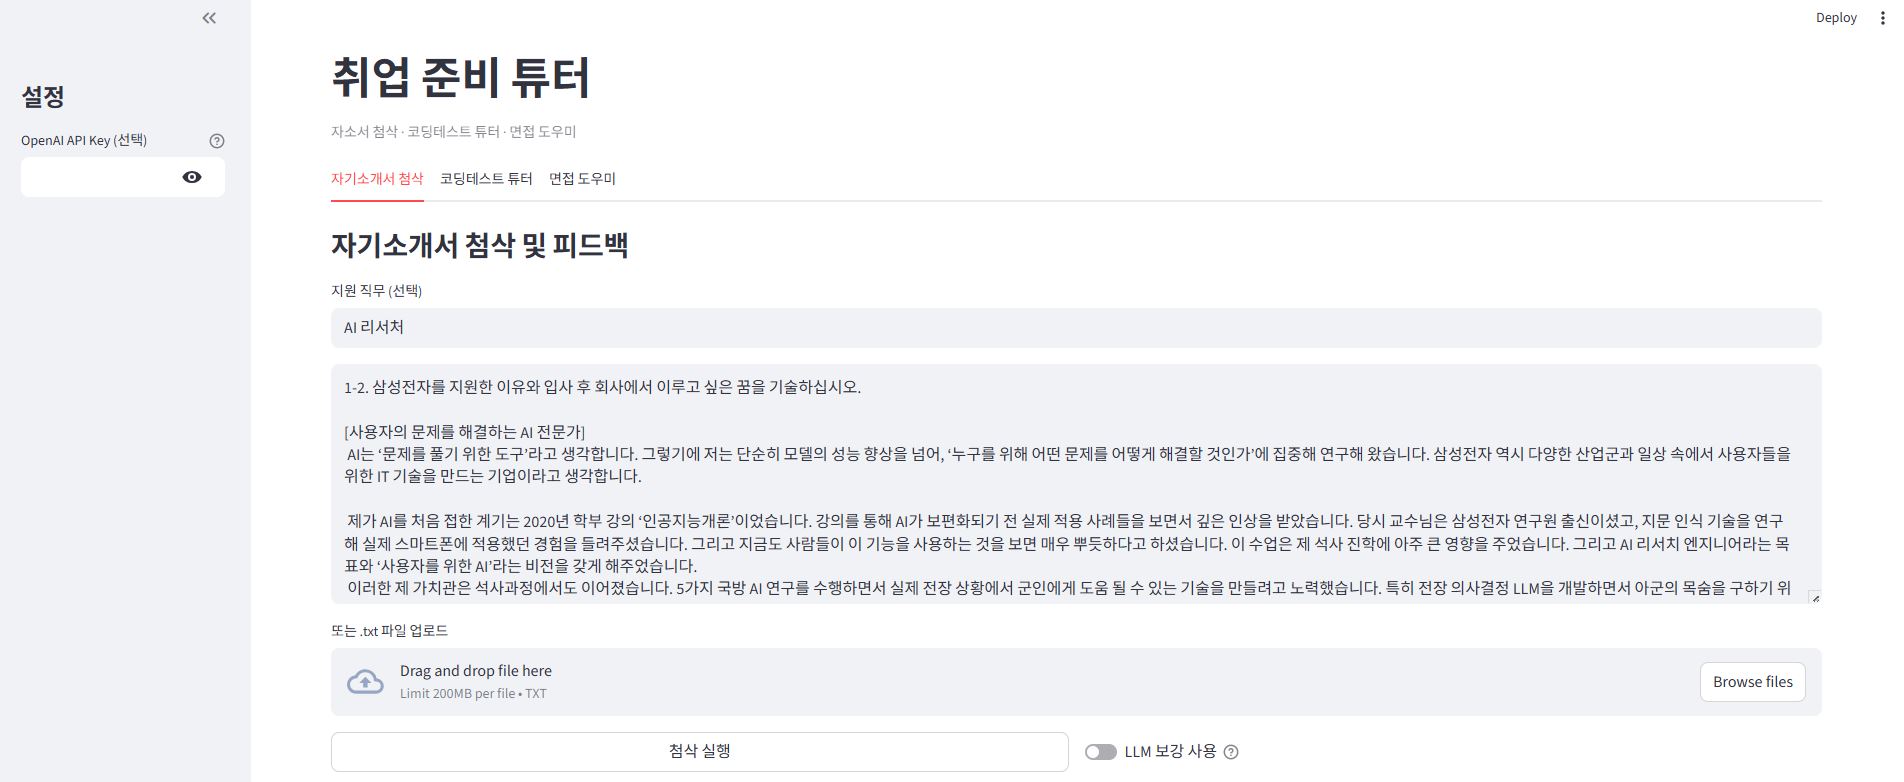 Deploy
설정
OpenAI API Key (선택)
취업 준비 튜터
자소서 첨삭 · 코딩테스트 튜터 · 면접 도우미
자기소개서 첨삭 코딩테스트 튜터 면접 도우미
자기소개서 첨삭 및 피드백
지원 직무 (선택)
AI 리서처
1-2. 삼성전자를 지원한 이유와 입사 후 회사에서 이루고 싶은 꿈을 기술하십시오.
[사용자의 문제를 해결하는 AI 전문가]
AI는 ‘문제를 풀기 위한 도구’라고 생각합니다. 그렇기에 저는 단순히 모델의 성능 향상을 넘어, ‘누구를 위해 어떤 문제를 어떻게 해결할 것인가’에 집중해 연구해 왔습니다. 삼성전자 역시 다양한 산업군과 일상 속에서 사용자들을
위한 IT 기술을 만드는 기업이라고 생각합니다.
제가 AI를 처음 접한 계기는 2020년 학부 강의 ‘인공지능개론’이었습니다. 강의를 통해 AI가 보편화되기 전 실제 적용 사례들을 보면서 깊은 인상을 받았습니다. 당시 교수님은 삼성전자 연구원 출신이셨고, 지문 인식 기술을 연구
해 실제 스마트폰에 적용했던 경험을 들려주셨습니다. 그리고 지금도 사람들이 이 기능을 사용하는 것을 보면 매우 뿌듯하다고 하셨습니다. 이 수업은 제 석사 진학에 아주 큰 영향을 주었습니다. 그리고 AI 리서치 엔지니어라는 목
표와 ‘사용자를 위한 AI’라는 비전을 갖게 해주었습니다.
이러한 제 가치관은 석사과정에서도 이어졌습니다. 5가지 국방 AI 연구를 수행하면서 실제 전장 상황에서 군인에게 도움 될 수 있는 기술을 만들려고 노력했습니다. 특히 전장 의사결정 LLM을 개발하면서 아군의 목숨을 구하기 위
또는 .txt 파일 업로드
Drag and drop file here
Limit 200MB per file • TXT
Browse files
첨삭 실행
LLM 보강 사용